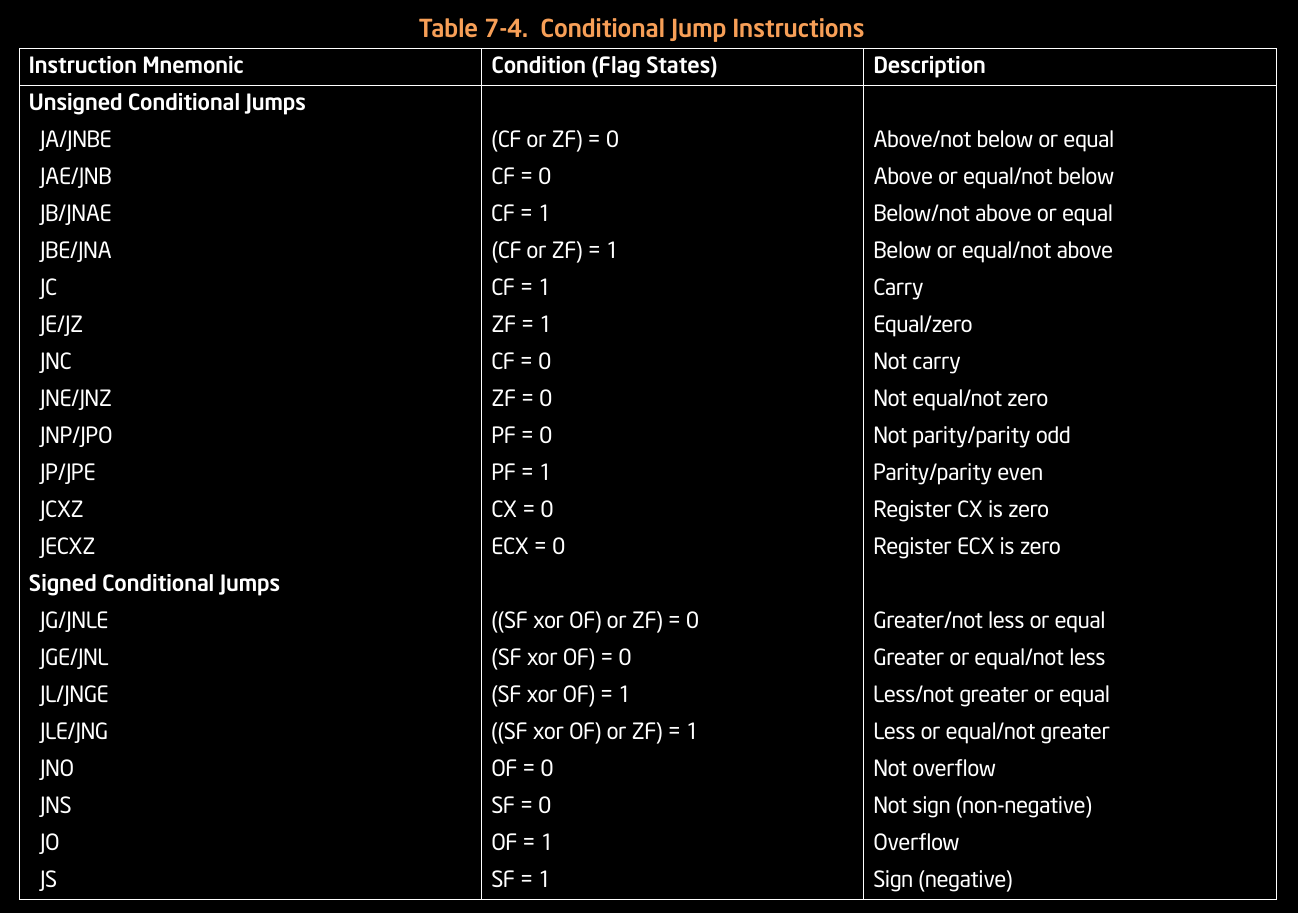 Table 7-4. Conditional Jump Instructions
Instruction Mnemonic Condition (Flag States) Description
Unsigned Conditional Jumps
JA/JNBE (CF or ZF) = 0 Above/not below or equal
JAE/JNB CF = 0 Above or equal/not below
JB/JNAE CF = 1 Below/not above or equal
JBE/JNA (CF or ZF) = 1 Below or equal/not above
JC CF = 1 Carry
JE/JZ ZF = 1 Equal/zero
JNC CF = 0 Not carry
JNE/JNZ ZF = 0 Not equal/not zero
JNP/JPO PF = 0 Not parity/parity odd
JP/JPE PF = 1 Parity/parity even
JCXZ CX = 0 Register CX is zero
JECXZ ECX = 0 Register ECX is zero
Signed Conditional Jumps
JG/JNLE ((SF xor OF) or ZF) = 0 Greater/not less or equal
JGE/JNL (SF xor OF) = 0 Greater or equal/not less
JL/JNGE (SF xor OF) = 1 Less/not greater or equal
JLE/JNG ((SF xor OF) or ZF) = 1 Less or equal/not greater
JNO OF = 0 Not overflow
JNS SF = 0 Not sign (non-negative)
JO OF = 1 Overflow
JS SF = 1 Sign (negative)